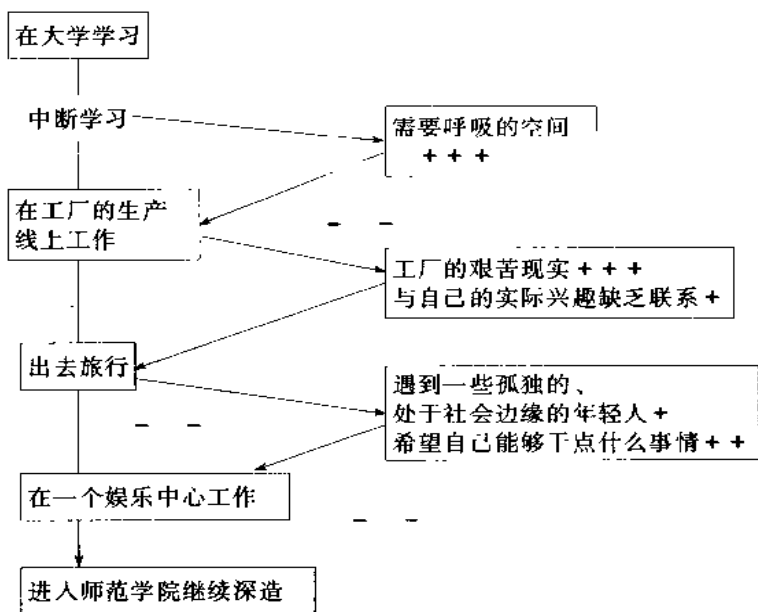 在大学学习
中断学习
需要呼吸的空间
+ + +
在工厂的生产
线上工作
工厂的艰苦现实 + + +
与自己的实际兴趣缺乏联系 +
出去旅行
遇到一些孤独的、
处于社会边缘的年轻人 +
希望自己能够干点什么事情 + +
在一个娱乐中心工作
进入师范学院继续深造